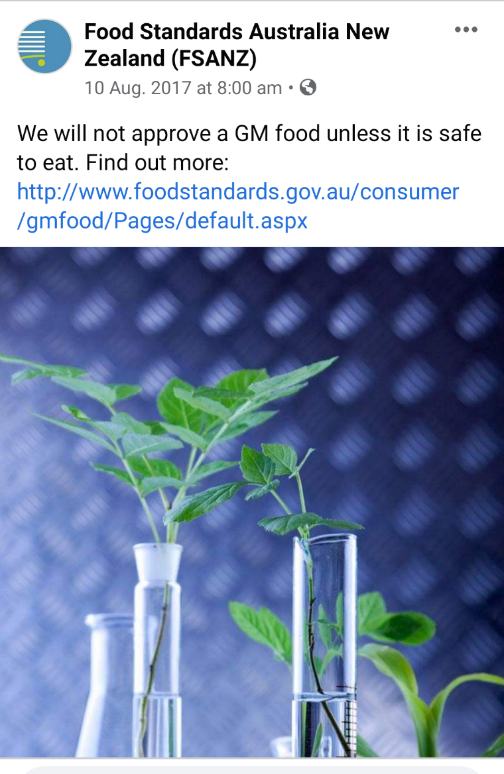 Food Standards Australia New
Zealand (FSANZ)
10 Aug. 2017 at 8:00 am •
We will not approve a GM food unless it is safe
to eat. Find out more:
http://www.foodstandards.gov.au/consumer
/gmfood/Pages/default.aspx